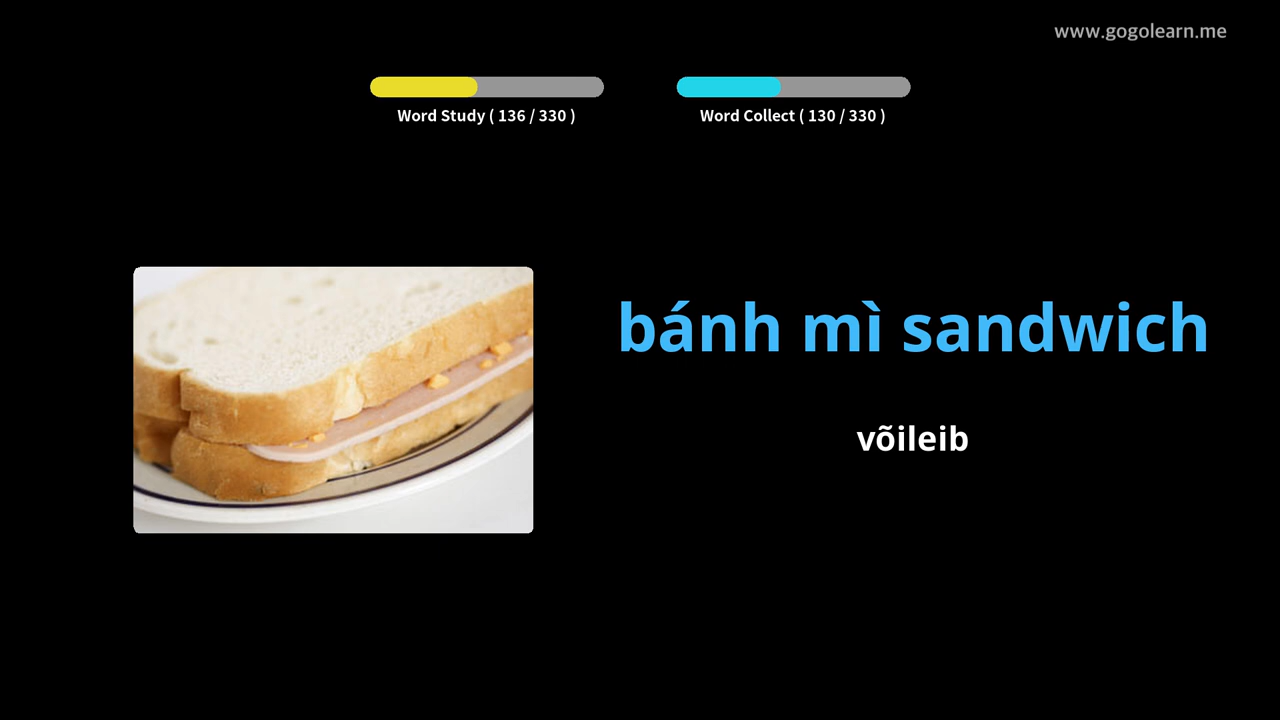 www.gogolearn.me
Word Study ( 136 / 330 )
Word Collect ( 130 / 330 )
bánh mì sandwich
võileib